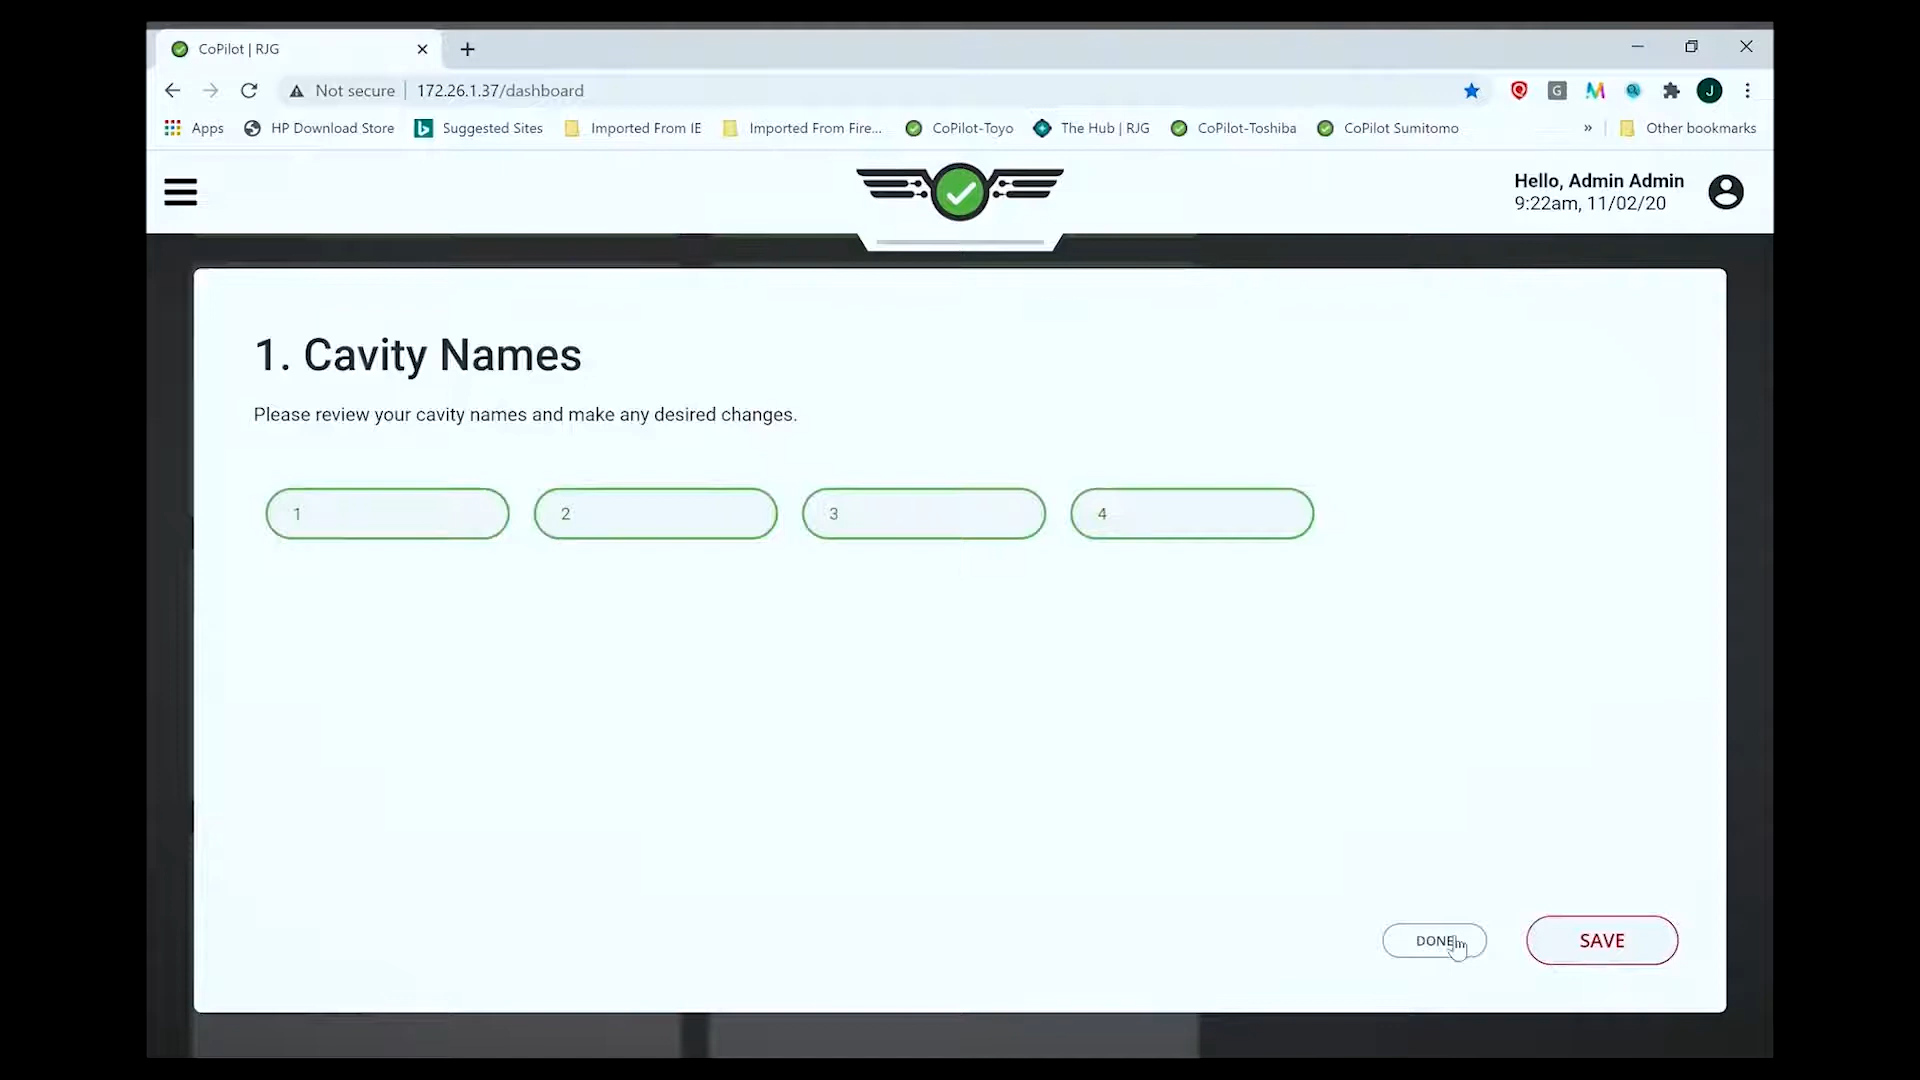 CoPilot | RJG
Not secure 172.26.1.37/dashboard
G
J
Apps HP Download Store Suggested Sites Imported From IE Imported From Fire... CoPilot-Toyo The Hub | RJG CoPilot-Toshiba CoPilot Sumitomo » Other bookmarks
Hello, Admin Admin
9:22am, 11/02/20
1. Cavity Names
Please review your cavity names and make any desired changes.
1 2 3 4
DONE SAVE